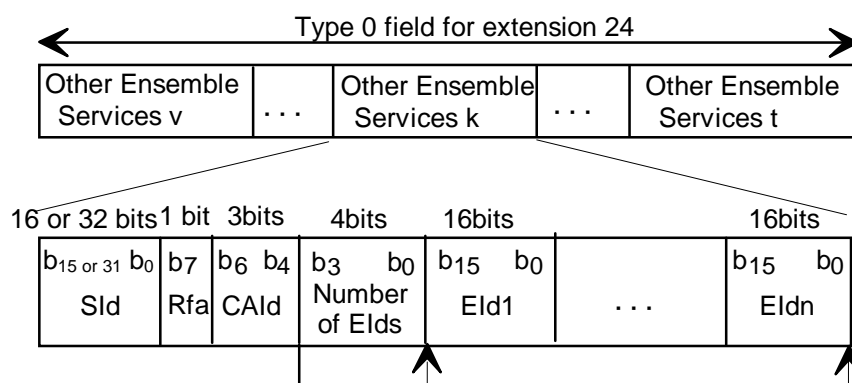 Type 0 field for extension 24
Other Ensemble Services v
. . .
Other Ensemble Services k
. . .
Other Ensemble Services t
16 or 32 bits 1 bit 3bits 4bits 16bits 16bits
b15 or 31 b0 b7 b6 b4 b3 b0 b15 b0 b15 b0
SId Rfa CAId Number of EIds EId1 . . . EIdn